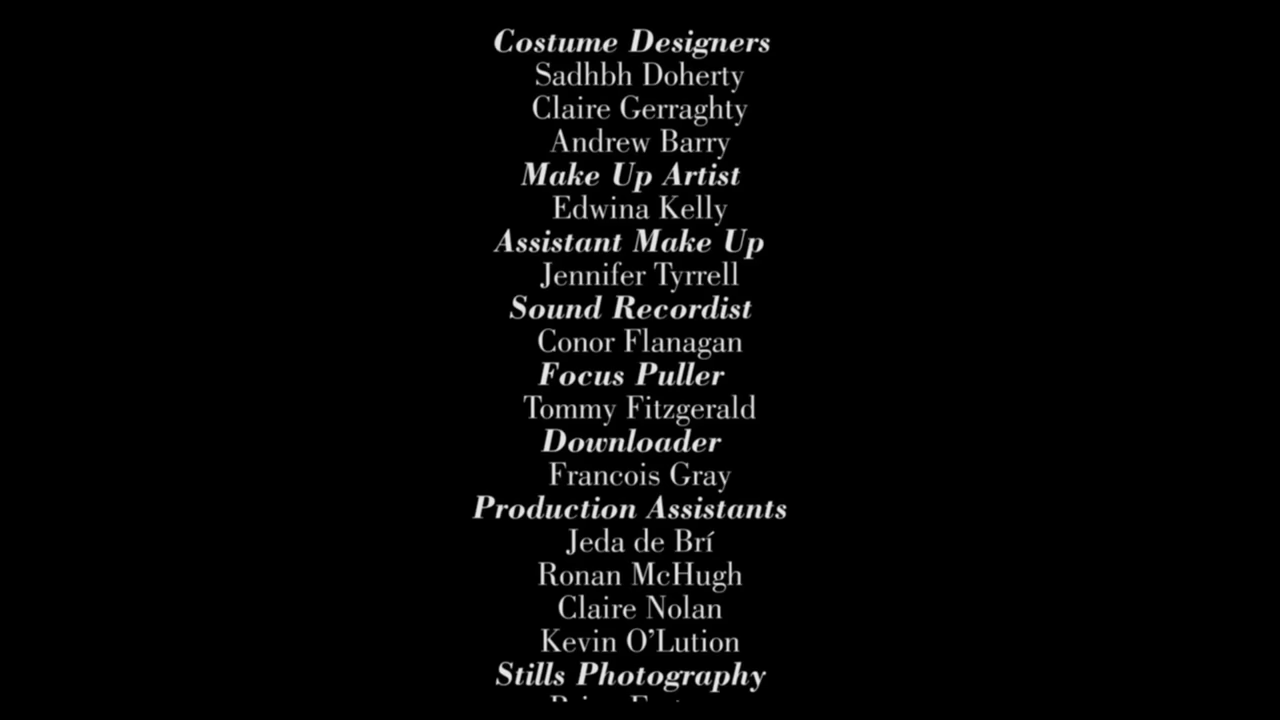 Costume Designers
Sadhbh Doherty
Claire Gerraghty
Andrew Barry
Make Up Artist
Edwina Kelly
Assistant Make Up
Jennifer Tyrrell
Sound Recordist
Conor Flanagan
Focus Puller
Tommy Fitzgerald
Downloader
Francois Gray
Production Assistants
Jeda de Brí
Ronan McHugh
Claire Nolan
Kevin O’Lution
Stills Photography